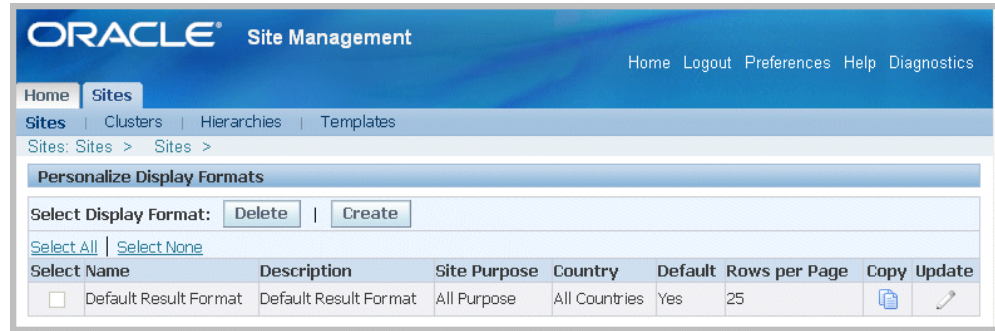 ORACLE® Site Management
Home Logout Preferences Help Diagnostics
Home Sites
Sites | Clusters | Hierarchies | Templates
Sites: Sites > Sites >
Personalize Display Formats
Select Display Format: Delete | Create
Select All | Select None
Select Name Description Site Purpose Country Default Rows per Page Copy Update
Default Result Format Default Result Format All Purpose All Countries Yes 25